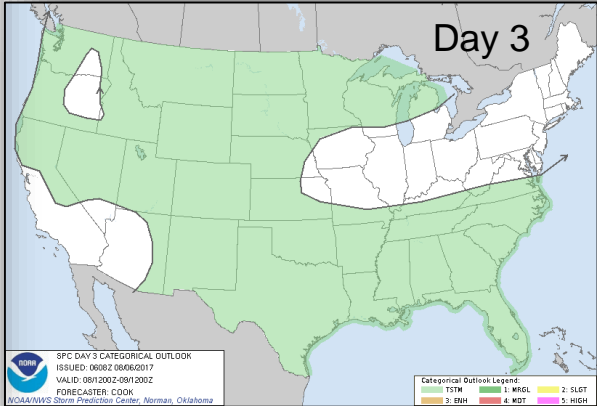 Day 3
NOAA
SPC DAY 3 CATEGORICAL OUTLOOK
ISSUED: 0608Z 08/06/2017
VALID: 08/1200Z-09/1200Z
FORECASTER: COOK
NOAA/NWS Storm Prediction Center, Norman, Oklahoma
Categorical Outlook Legend:
TSTM 1: MRGL 2: SLGT
3: ENH 4: MDT 5: HIGH